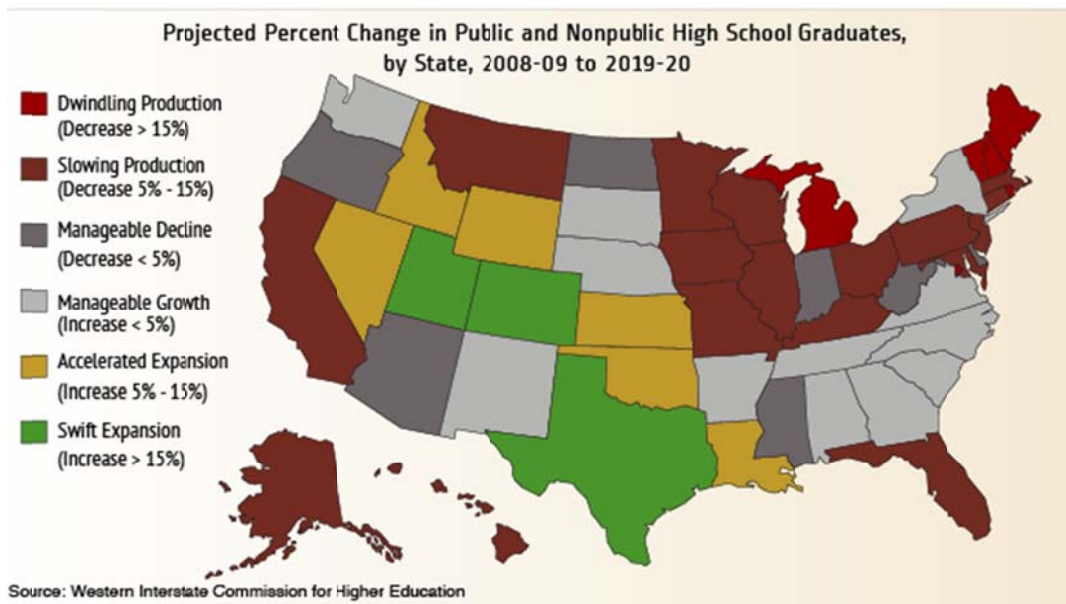 Projected Percent Change in Public and Nonpublic High School Graduates,
by State, 2008-09 to 2019-20
Dwindling Production
(Decrease > 15%)
Slowing Production
(Decrease 5% - 15%)
Manageable Decline
(Decrease < 5%)
Manageable Growth
(Increase < 5%)
Accelerated Expansion
(Increase 5% - 15%)
Swift Expansion
(Increase > 15%)
Source: Western Interstate Commission for Higher Education